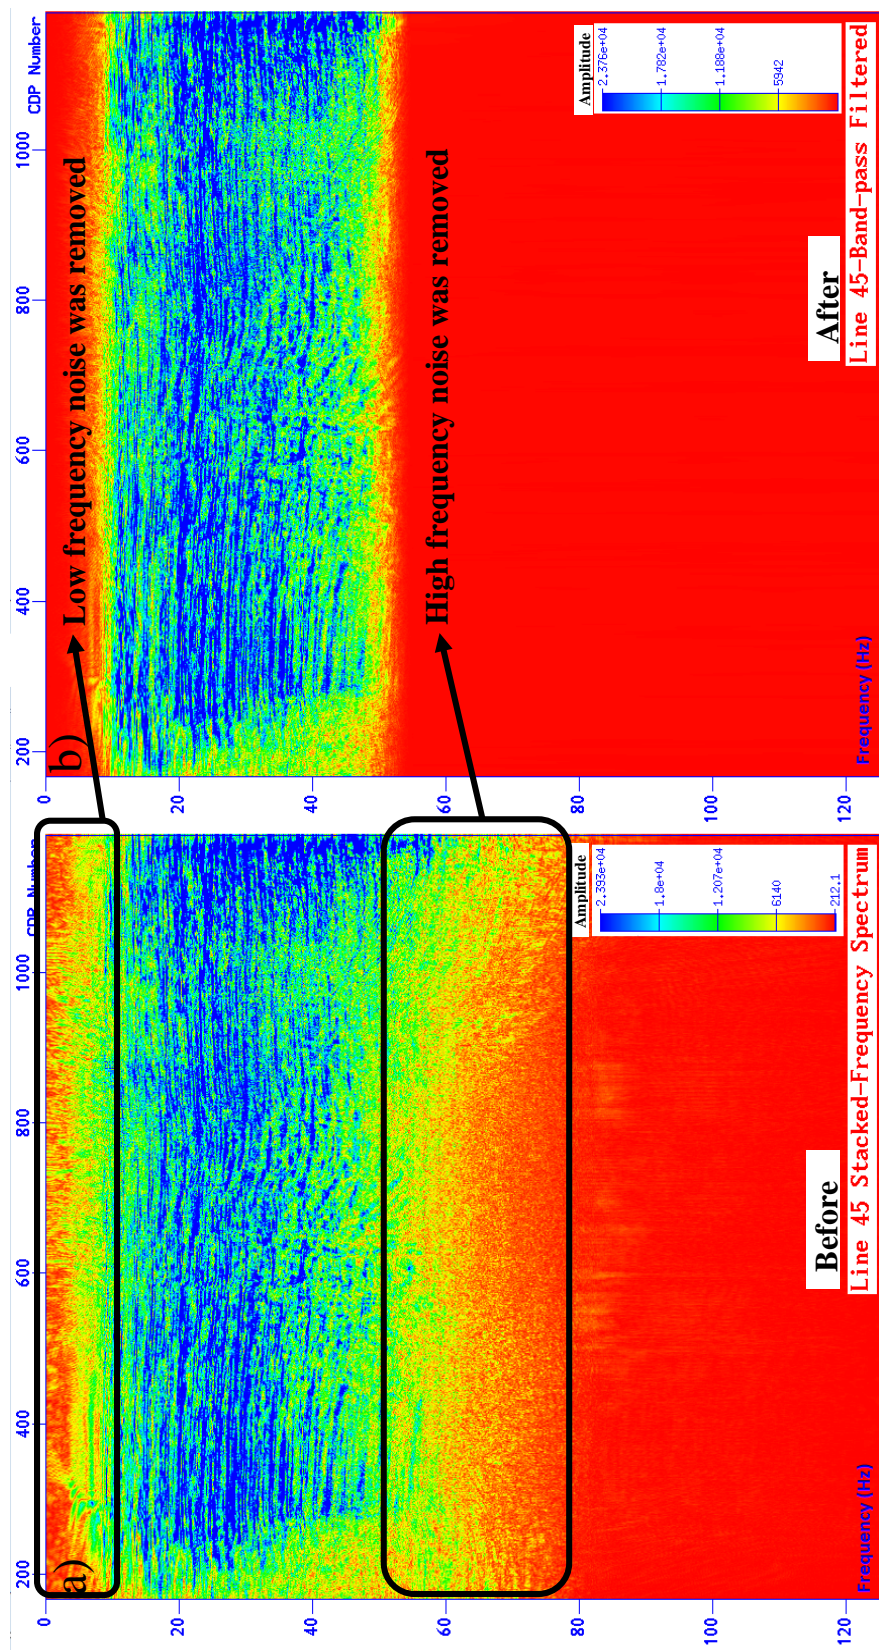 a)
CDP Number
200
400
600
800
1000
0
20
40
60
80
100
120
Frequency (Hz)
Before
Amplitude
2.393e+04
1.8e+04
1.207e+04
6140
212.1
Line 45 Stacked-Frequency Spectrum
b)
CDP Number
200
400
600
800
1000
0
20
40
60
80
100
120
Low frequency noise was removed
High frequency noise was removed
Frequency (Hz)
After
Amplitude
2.376e+04
1.782e+04
1.188e+04
5942
Line 45-Band-pass Filtered